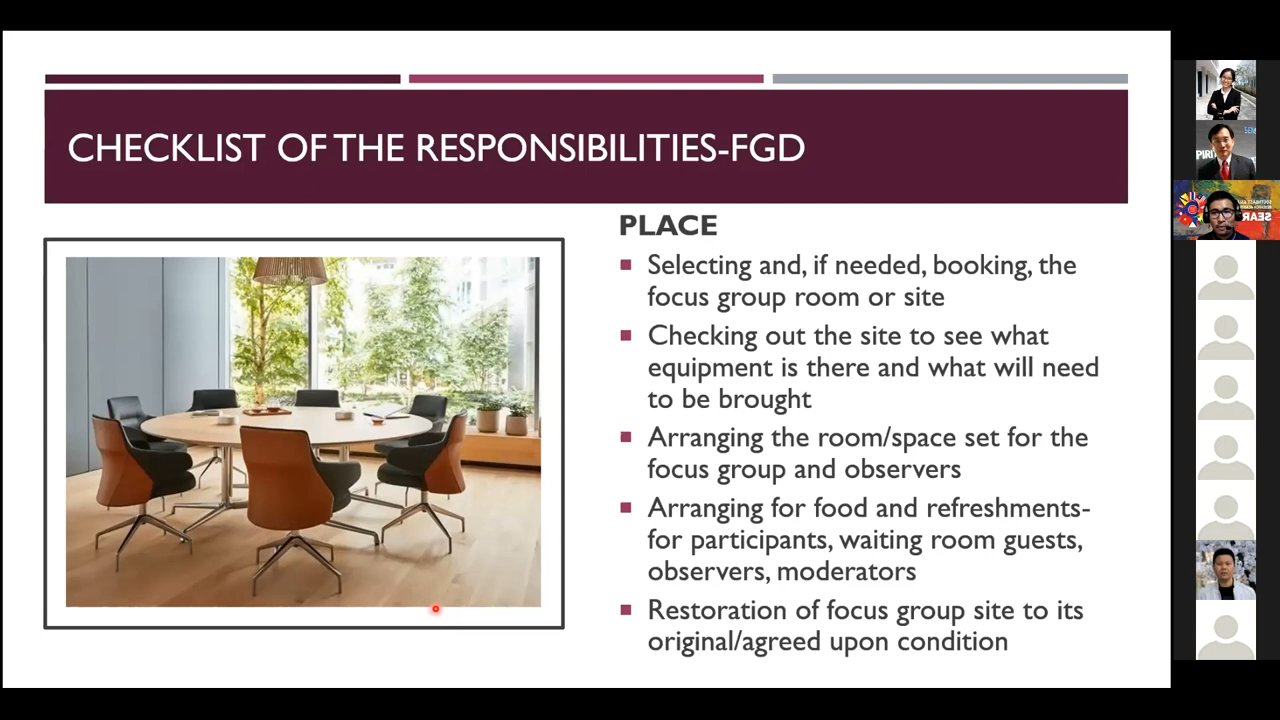 CHECKLIST OF THE RESPONSIBILITIES-FGD
PLACE
Selecting and, if needed, booking, the
focus group room or site
Checking out the site to see what
equipment is there and what will need
to be brought
Arranging the room/space set for the
focus group and observers
Arranging for food and refreshments-
for participants, waiting room guests,
observers, moderators
Restoration of focus group site to its
original/agreed upon condition